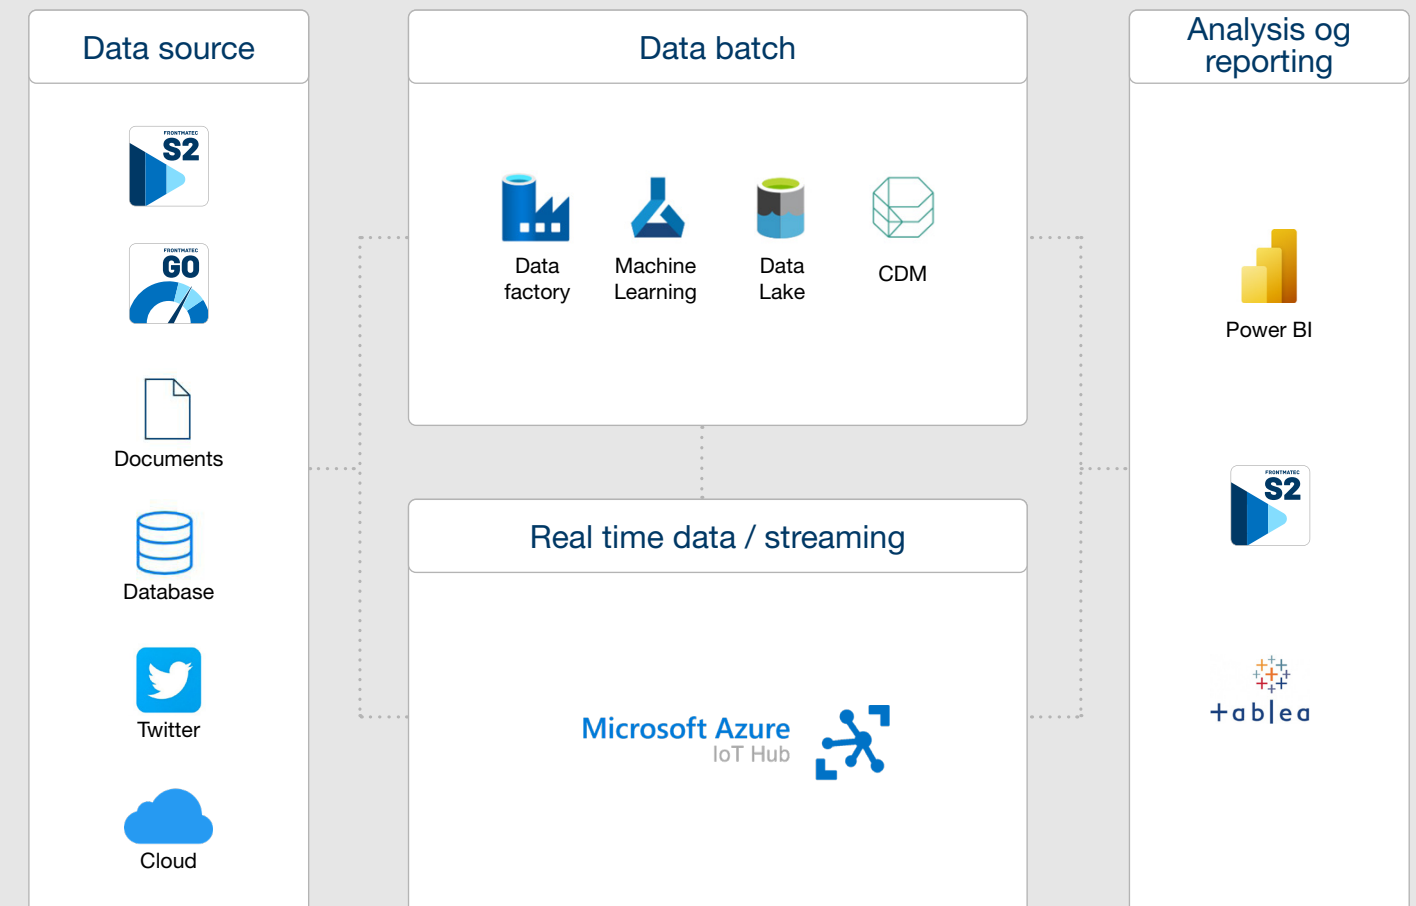 Data source
FRONTMATEC
S2
FRONTMATEC
GO
Documents
Database
Twitter
Cloud
Data batch
Data
factory
Machine
Learning
Data
Lake
CDM
Real time data / streaming
Microsoft Azure
IoT Hub
Analysis og
reporting
Power BI
FRONTMATEC
S2
tablea